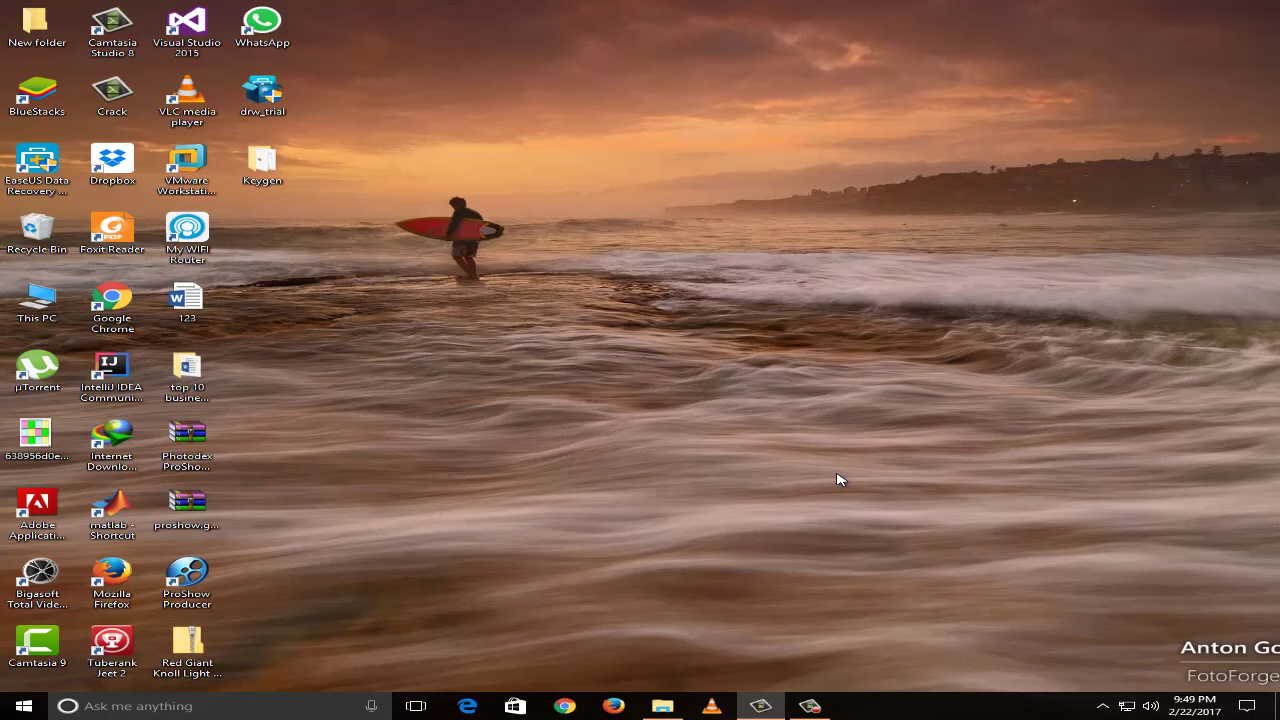 New folder
Camtasia
Studio 8
Visual Studio
2015
WhatsApp
BlueStacks
Crack
VLC media
player
drw_trial
EaseUS Data
Recovery ...
Dropbox
VMware
Workstati...
Keygen
Recycle Bin
Foxit Reader
My WIFI
Router
This PC
Google
Chrome
123
µTorrent
IntelliJ IDEA
Communi...
top 10
busine...
638956d0e...
Internet
Downlo...
Photodex
ProSho...
Adobe
Applicati...
matlab -
Shortcut
proshow.g...
Bigasoft
Total Vide...
Mozilla
Firefox
ProShow
Producer
Camtasia 9
Tuberank
Jeet 2
Red Giant
Knoll Light ...
Anton Go
FotoForge
Ask me anything
9:49 PM
2/22/2017